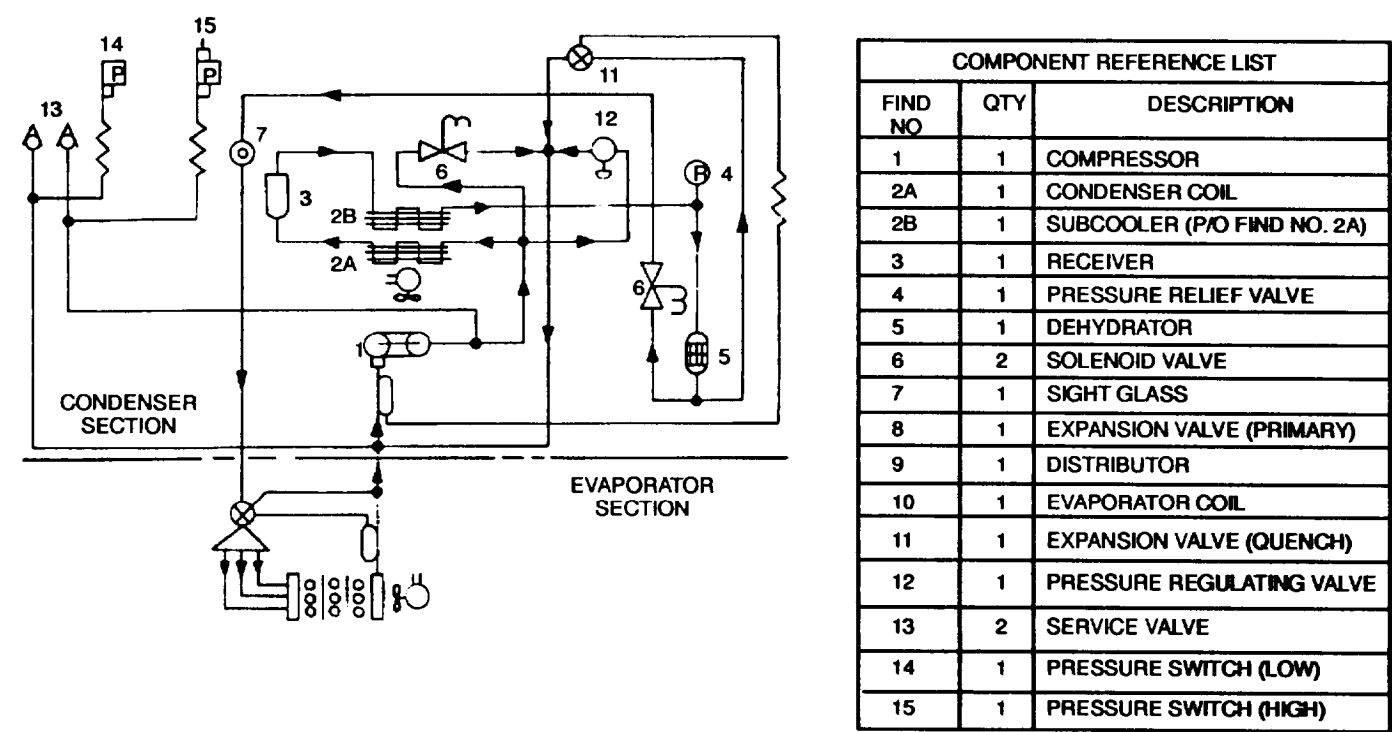 15
14
P
P
13
7
11
12
6
3
R 4
2B
2A
6
1
5
CONDENSER
SECTION
EVAPORATOR
SECTION
COMPONENT REFERENCE LIST
FIND NO QTY DESCRIPTION
1 1 COMPRESSOR
2A 1 CONDENSER COIL
2B 1 SUBCOOLER (P/O FIND NO. 2A)
3 1 RECEIVER
4 1 PRESSURE RELIEF VALVE
5 1 DEHYDRATOR
6 2 SOLENOID VALVE
7 1 SIGHT GLASS
8 1 EXPANSION VALVE (PRIMARY)
9 1 DISTRIBUTOR
10 1 EVAPORATOR COIL
11 1 EXPANSION VALVE (QUENCH)
12 1 PRESSURE REGULATING VALVE
13 2 SERVICE VALVE
14 1 PRESSURE SWITCH (LOW)
15 1 PRESSURE SWITCH (HIGH)